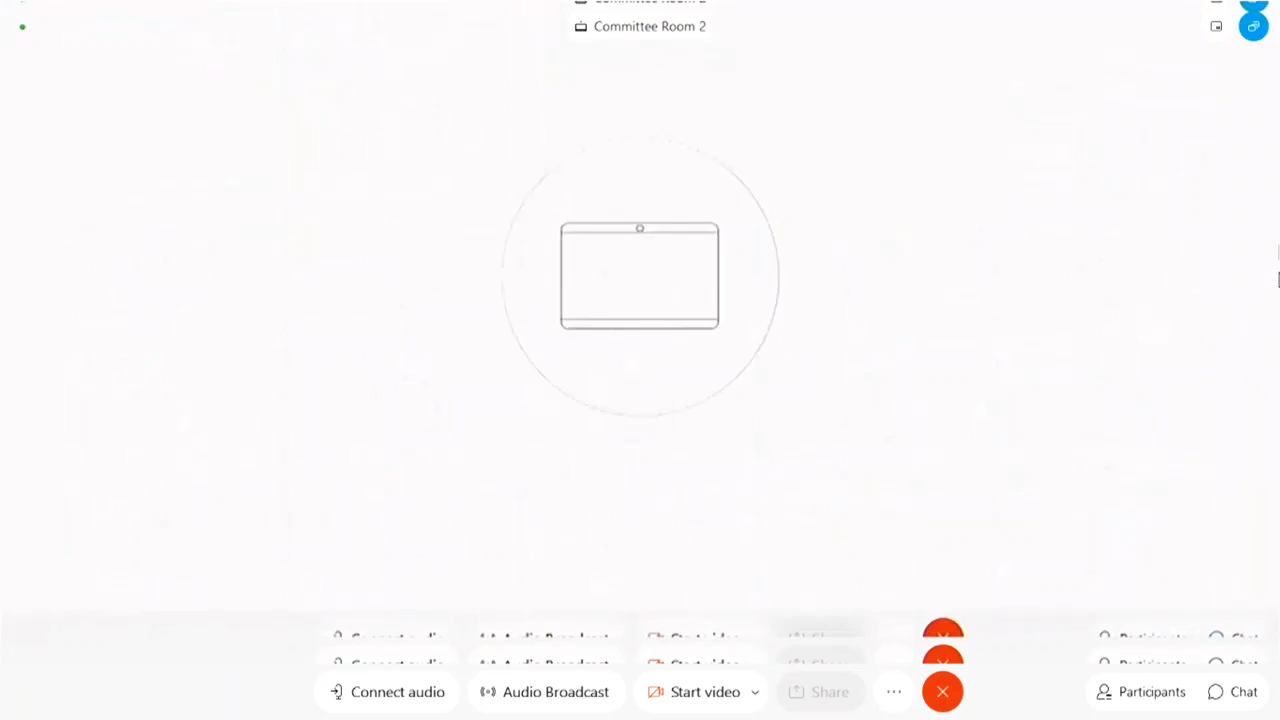 Committee Room 2
Connect audio
Audio Broadcast
Start video
Share
Participants
Chat